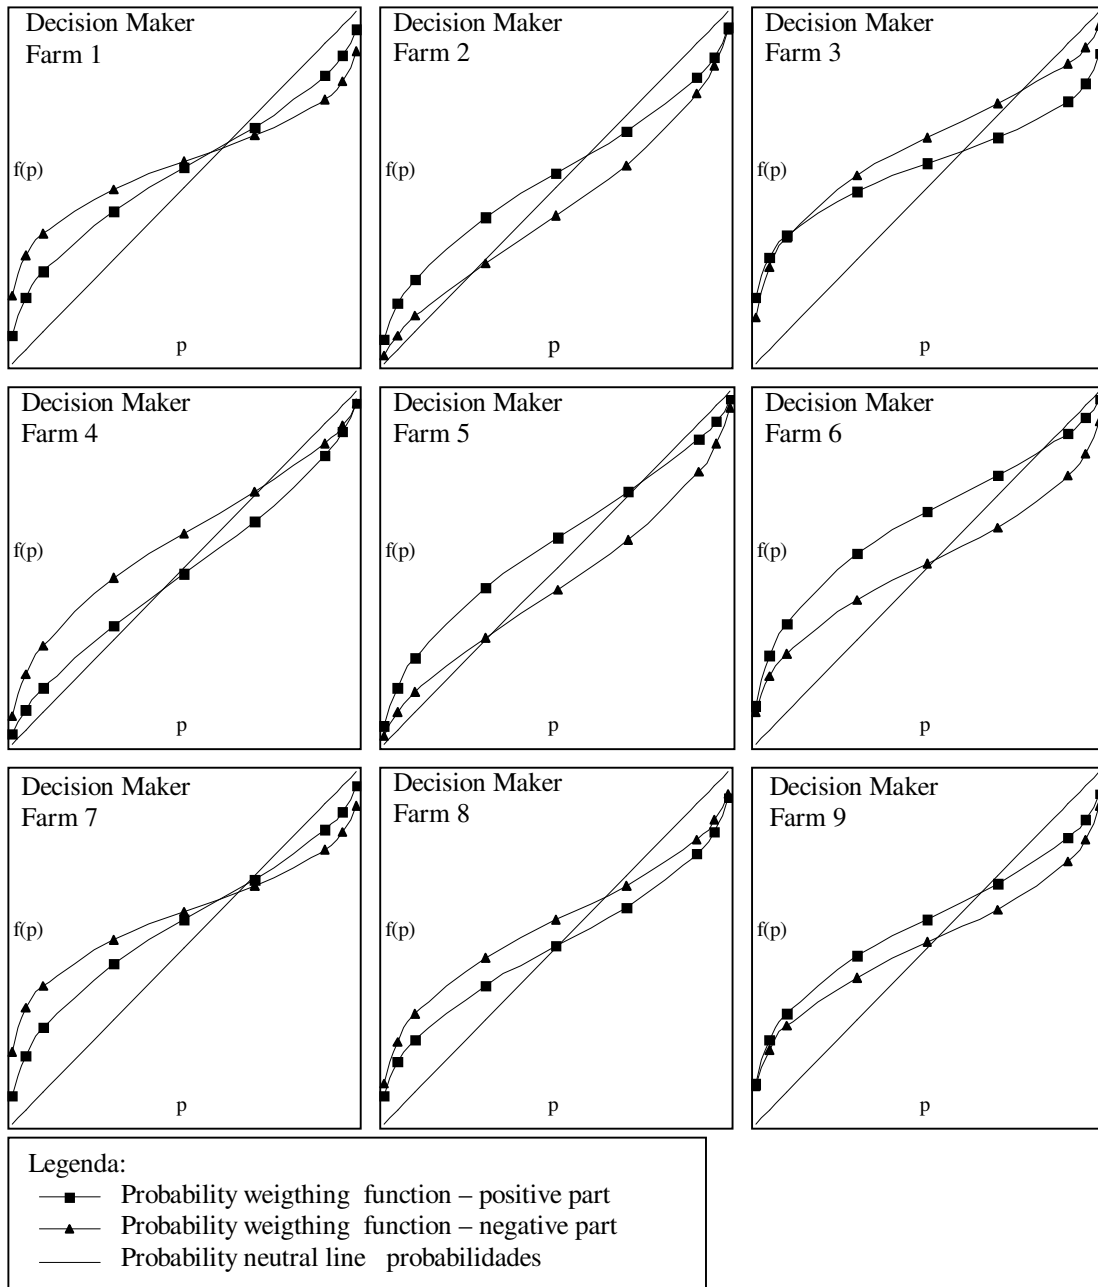 Decision Maker
Farm 1
f(p)
p
Decision Maker
Farm 2
f(p)
p
Decision Maker
Farm 3
f(p)
p
Decision Maker
Farm 4
f(p)
p
Decision Maker
Farm 5
f(p)
p
Decision Maker
Farm 6
f(p)
p
Decision Maker
Farm 7
f(p)
p
Decision Maker
Farm 8
f(p)
p
Decision Maker
Farm 9
f(p)
p
Legenda:
Probability weigthing function – positive part
Probability weigthing function – negative part
Probability neutral line probabilidades